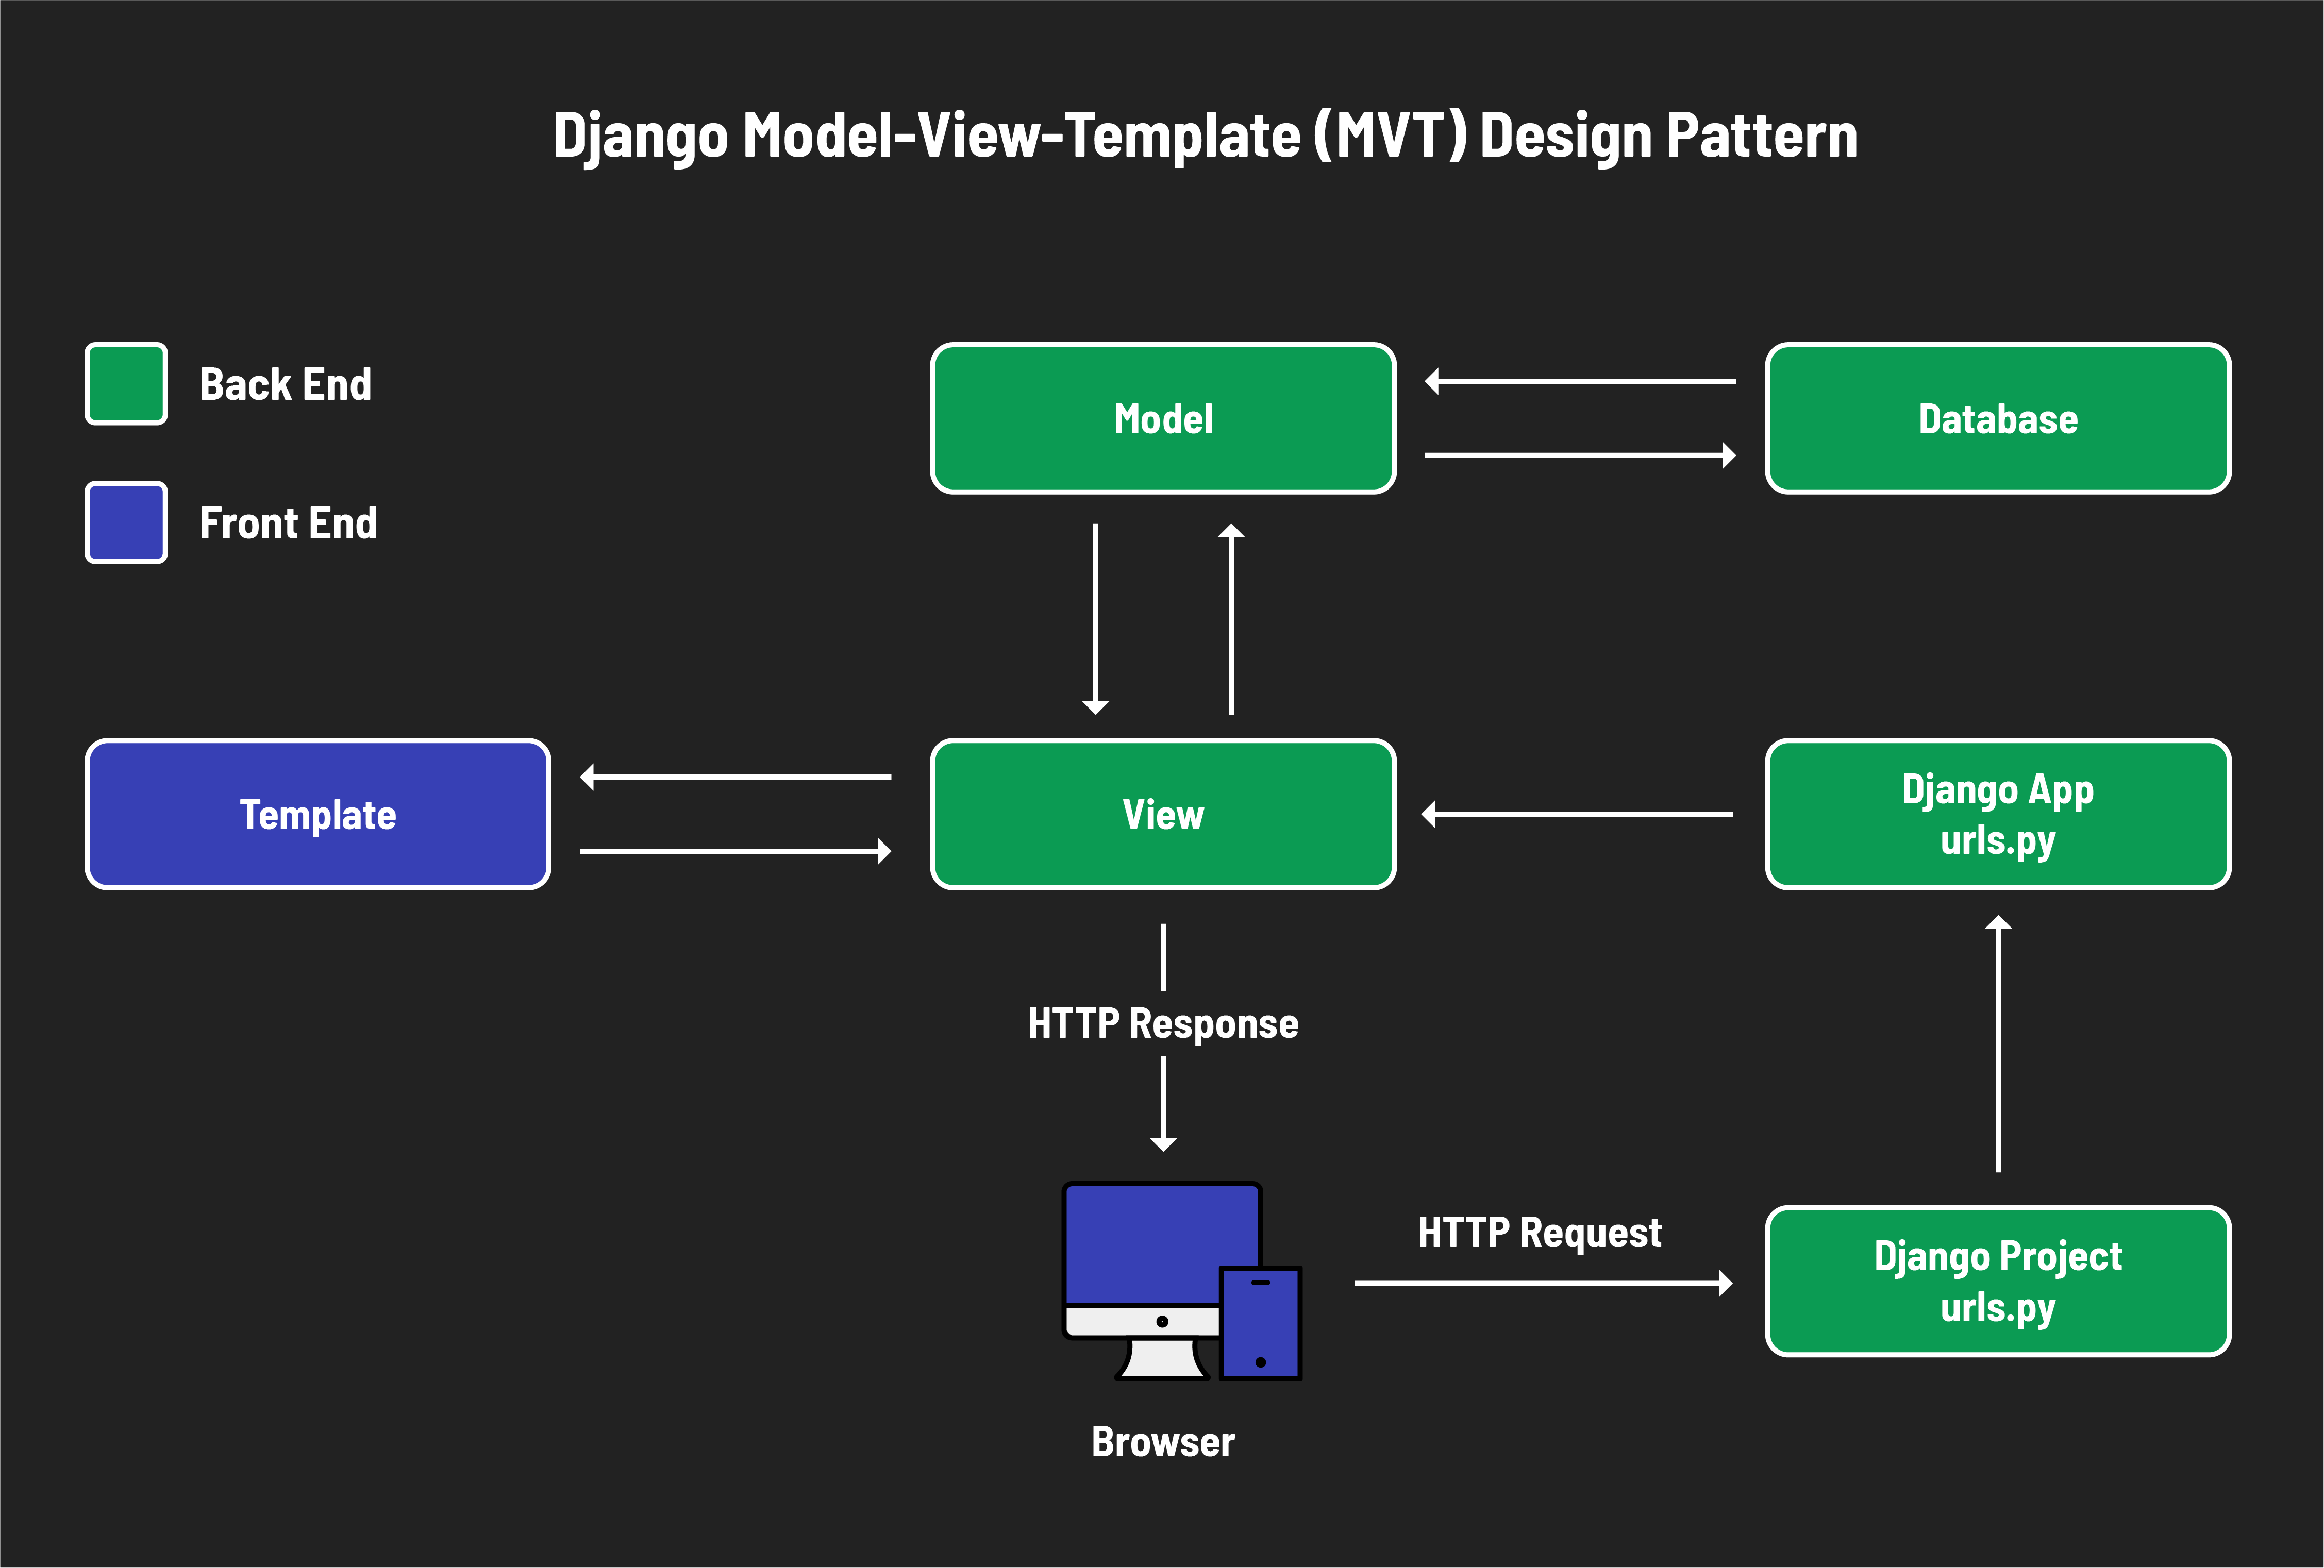 Django Model-View-Template (MVT) Design Pattern
Back End
Front End
Model
Database
Template
View
Django App
urls.py
HTTP Response
HTTP Request
Django Project
urls.py
Browser